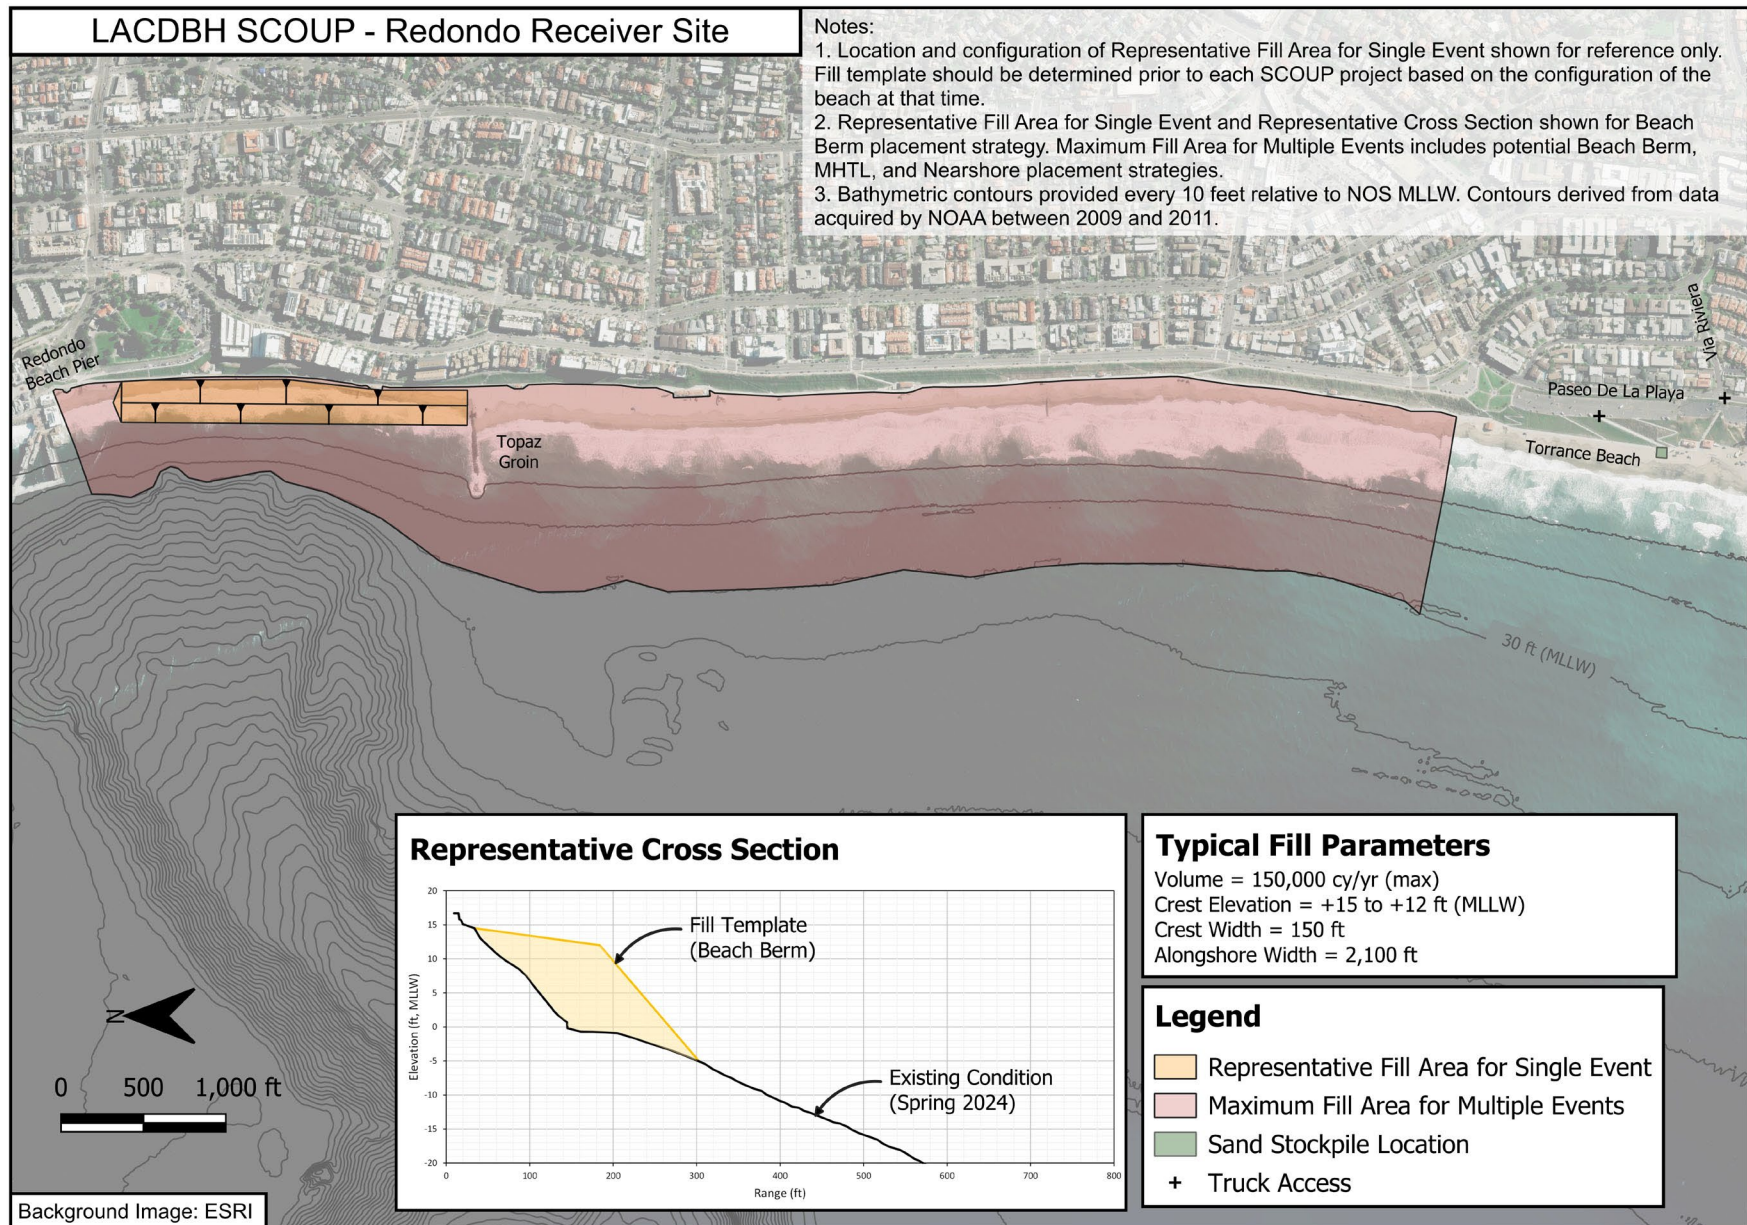 LACDBH SCOUP - Redondo Receiver Site
Notes:
1. Location and configuration of Representative Fill Area for Single Event shown for reference only.
Fill template should be determined prior to each SCOUP project based on the configuration of the
beach at that time.
2. Representative Fill Area for Single Event and Representative Cross Section shown for Beach
Berm placement strategy. Maximum Fill Area for Multiple Events includes potential Beach Berm,
MHTL, and Nearshore placement strategies.
3. Bathymetric contours provided every 10 feet relative to NOS MLLW. Contours derived from data
acquired by NOAA between 2009 and 2011.
Redondo
Beach Pier
Via Riviera
Paseo De La Playa
Topaz
Groin
Torrance Beach
30 ft (MLLW)
N
0 500 1,000 ft
Background Image: ESRI
Representative Cross Section
Elevation (ft, MLLW)
20
15
10
5
0
-5
-10
-15
-20
Fill Template
(Beach Berm)
Existing Condition
(Spring 2024)
0 100 200 300 400 500 600 700 800
Range (ft)
Typical Fill Parameters
Volume = 150,000 cy/yr (max)
Crest Elevation = +15 to +12 ft (MLLW)
Crest Width = 150 ft
Alongshore Width = 2,100 ft
Legend
Representative Fill Area for Single Event
Maximum Fill Area for Multiple Events
Sand Stockpile Location
+ Truck Access